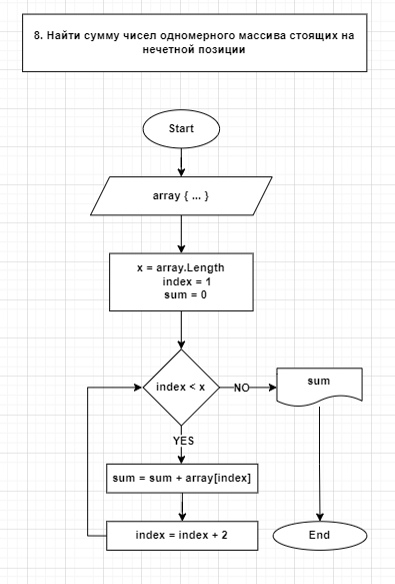 8. Найти сумму чисел одномерного массива стоящих на
нечетной позиции
Start
array { ... }
x = array.Length
index = 1
sum = 0
index < x
NO
sum
YES
sum = sum + array[index]
index = index + 2
End